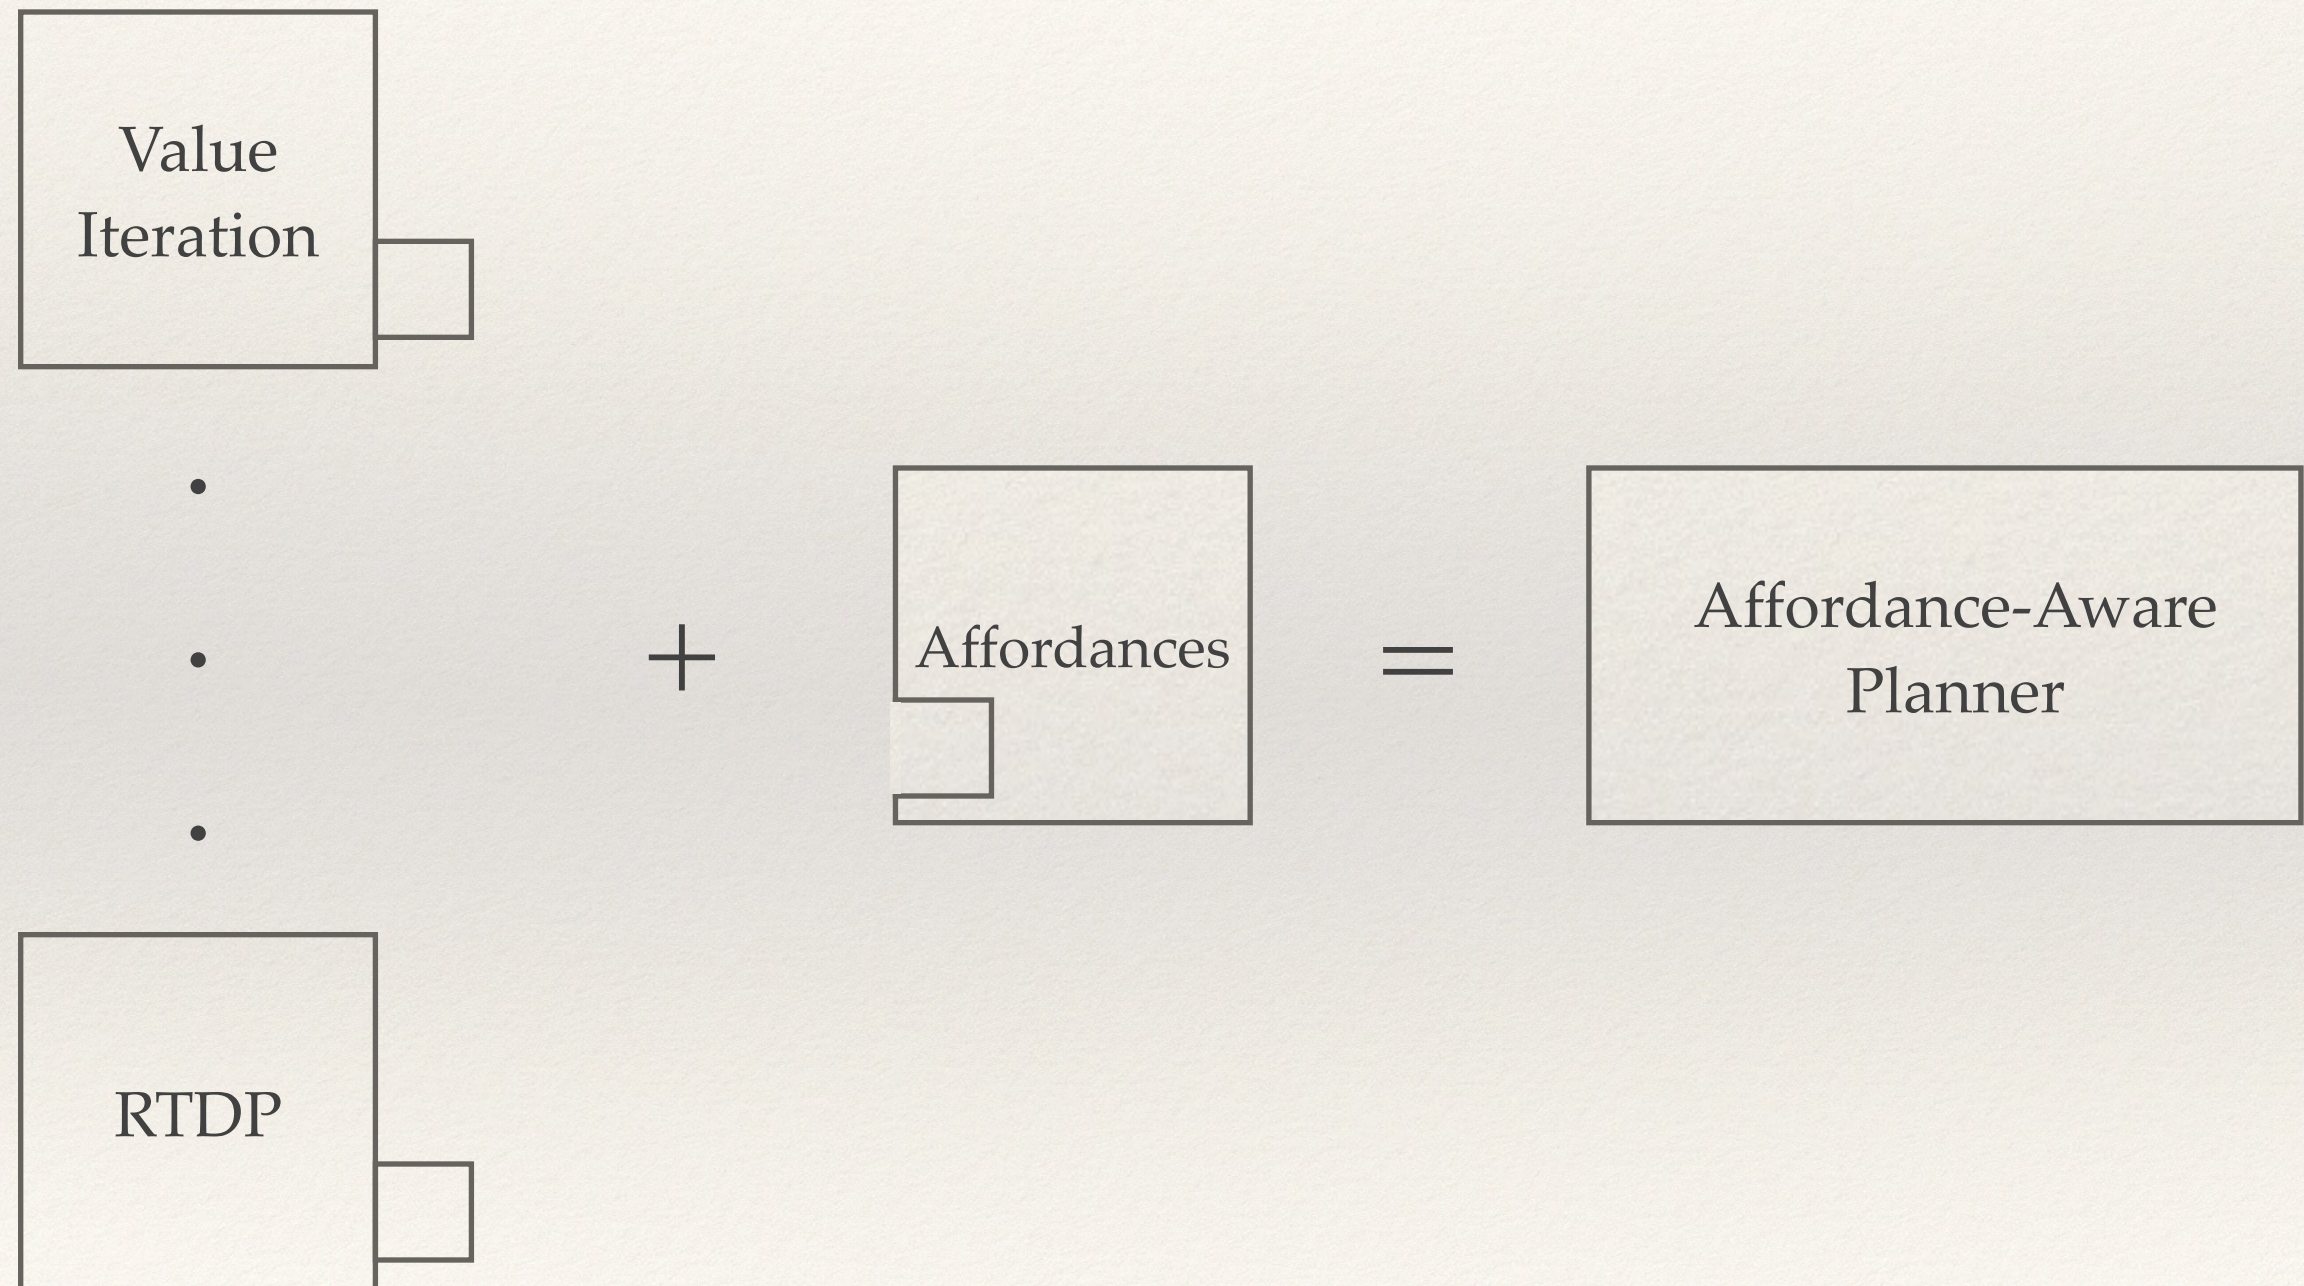 Value
Iteration
•
•
•
+
Affordances
=
Affordance-Aware
Planner
RTDP